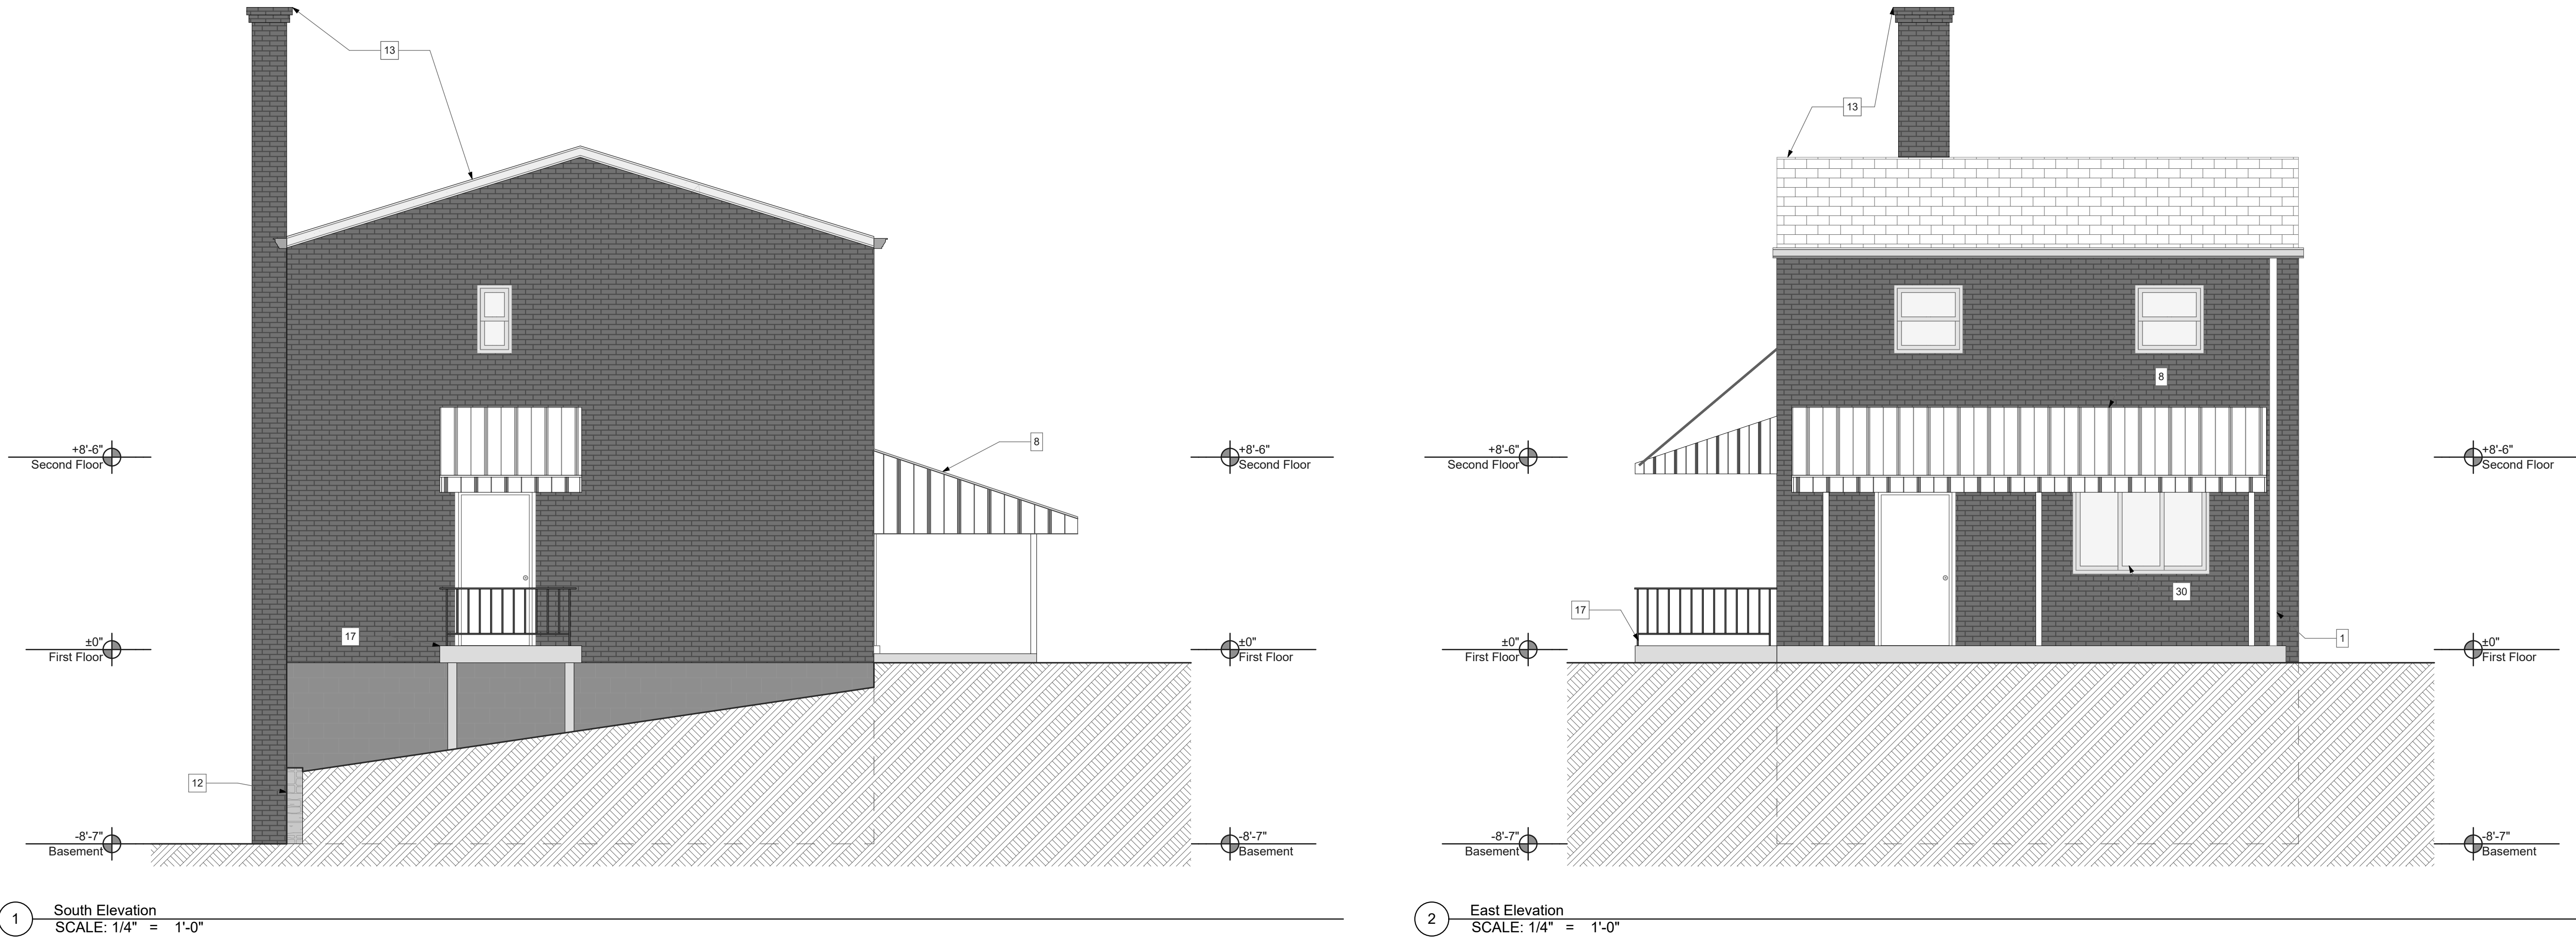 13
13
8
+8'-6"
Second Floor
8
+8'-6"
Second Floor
+8'-6"
Second Floor
+8'-6"
Second Floor
30
17
17
1
±0"
First Floor
±0"
First Floor
±0"
First Floor
±0"
First Floor
12
-8'-7"
Basement
-8'-7"
Basement
-8'-7"
Basement
-8'-7"
Basement
1
South Elevation
SCALE: 1/4" = 1'-0"
2
East Elevation
SCALE: 1/4" = 1'-0"